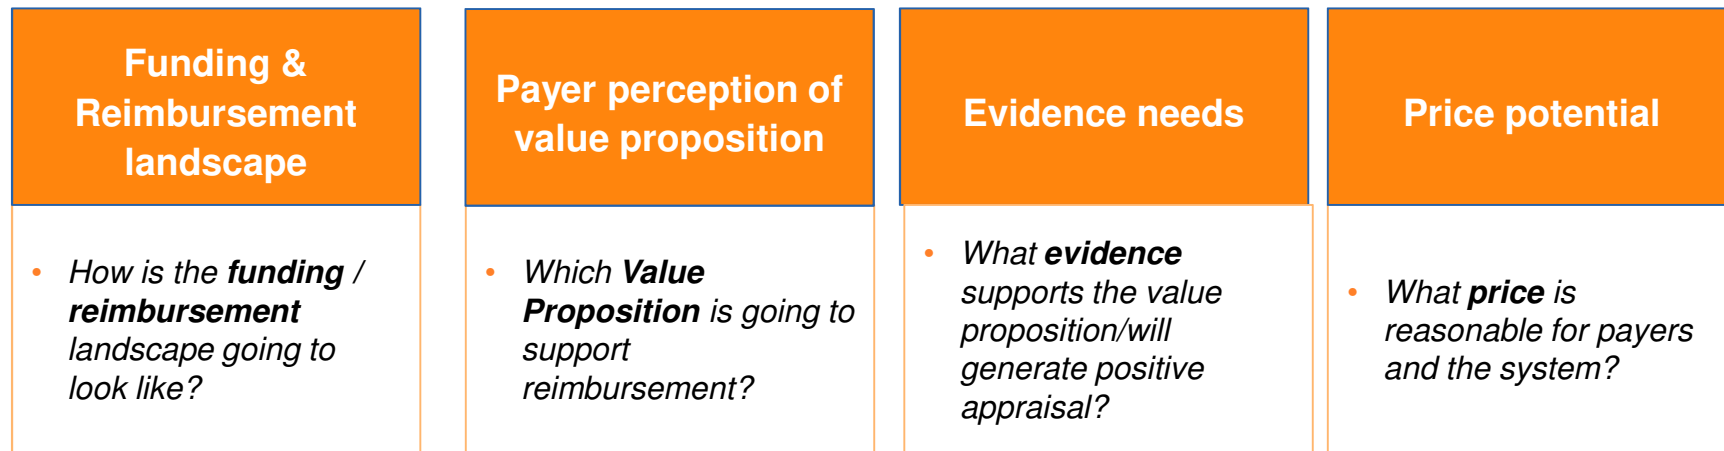 Funding &
Reimbursement
landscape
• How is the funding /
reimbursement
landscape going to
look like?
Payer perception of
value proposition
• Which Value
Proposition is going to
support
reimbursement?
Evidence needs
• What evidence
supports the value
proposition/will
generate positive
appraisal?
Price potential
• What price is
reasonable for payers
and the system?